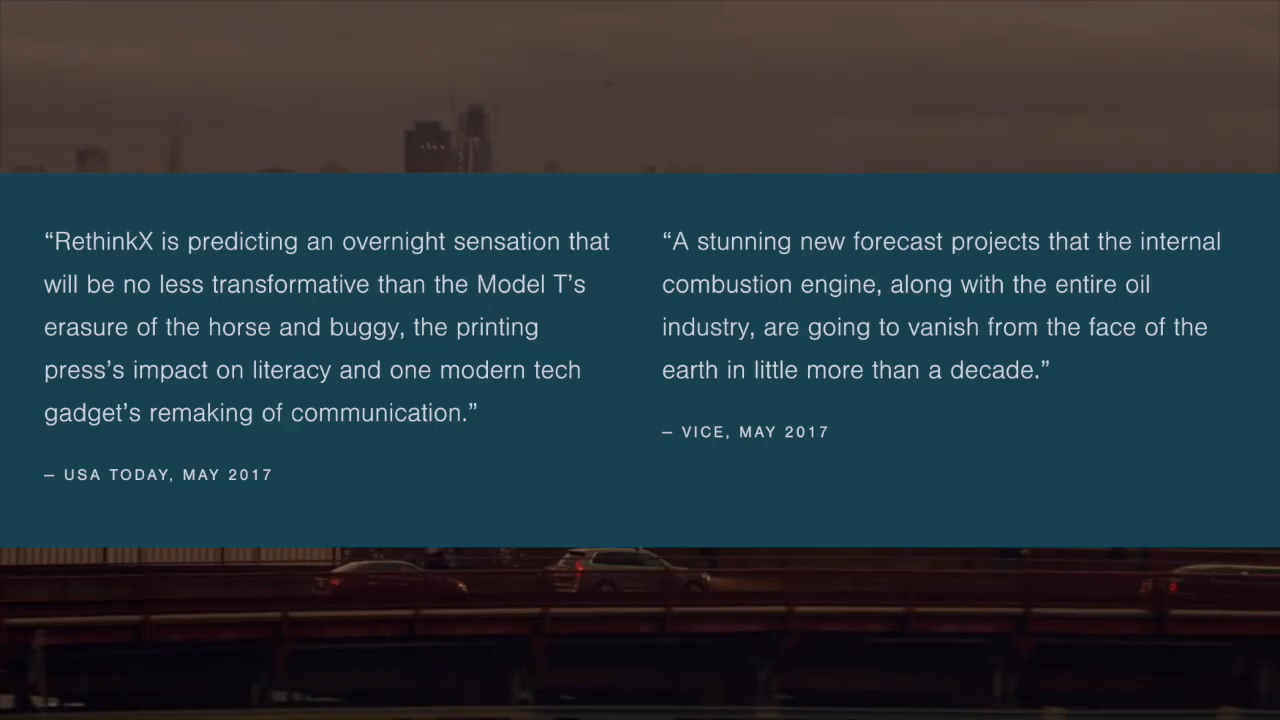 “RethinkX is predicting an overnight sensation that
will be no less transformative than the Model T’s
erasure of the horse and buggy, the printing
press’s impact on literacy and one modern tech
gadget’s remaking of communication.”
— USA TODAY, MAY 2017
“A stunning new forecast projects that the internal
combustion engine, along with the entire oil
industry, are going to vanish from the face of the
earth in little more than a decade.”
— VICE, MAY 2017